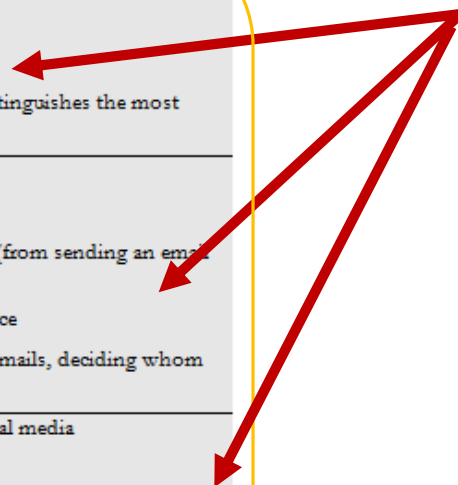 tinguishes the most
(from sending an email
ce
mails, deciding whom
al media